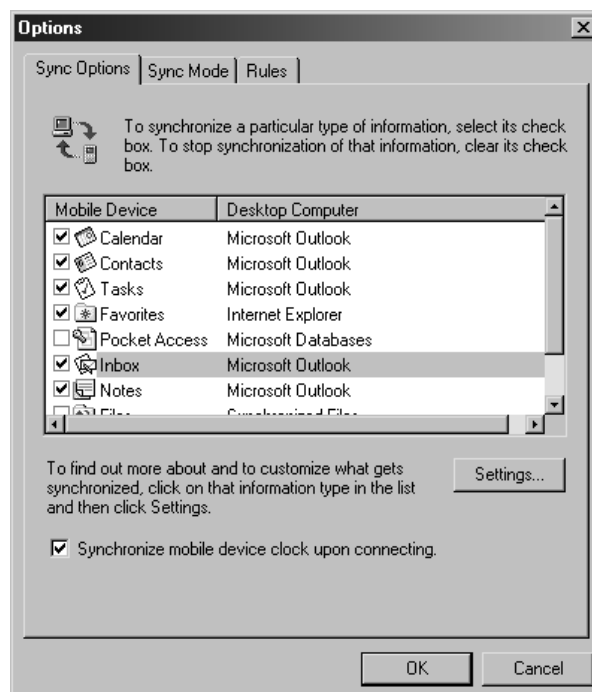 Options
Sync Options Sync Mode Rules
To synchronize a particular type of information, select its check
box. To stop synchronization of that information, clear its check
box.
Mobile Device Desktop Computer
Calendar Microsoft Outlook
Contacts Microsoft Outlook
Tasks Microsoft Outlook
Favorites Internet Explorer
Pocket Access Microsoft Databases
Inbox Microsoft Outlook
Notes Microsoft Outlook
Files Synchronized Files
To find out more about and to customize what gets
synchronized, click on that information type in the list
and then click Settings.
Settings...
Synchronize mobile device clock upon connecting.
OK Cancel